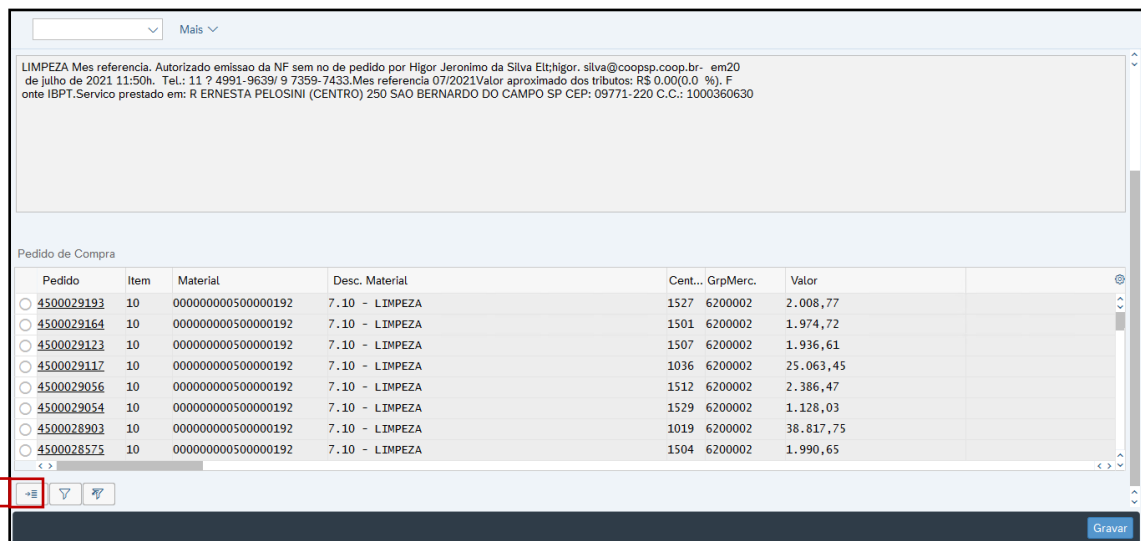 Mais
LIMPEZA Mes referencia. Autorizado emissao da NF sem no de pedido por Higor Jeronimo da Silva Elt;higor. silva@coopsp.coop.br-  em20
de julho de 2021 11:50h.  Tel.: 11 ? 4991-9639/ 9 7359-7433.Mes referencia 07/2021Valor aproximado dos tributos: R$ 0.00(0.0  %). F
onte IBPT.Servico prestado em: R ERNESTA PELOSINI (CENTRO) 250 SAO BERNARDO DO CAMPO SP CEP: 09771-220 C.C.: 1000360630
Pedido de Compra
Pedido Item Material Desc. Material Cent... GrpMerc. Valor
4500029193 10 000000000500000192 7.10 - LIMPEZA 1527 6200002 2.008,77
4500029164 10 000000000500000192 7.10 - LIMPEZA 1501 6200002 1.974,72
4500029123 10 000000000500000192 7.10 - LIMPEZA 1507 6200002 1.936,61
4500029117 10 000000000500000192 7.10 - LIMPEZA 1036 6200002 25.063,45
4500029056 10 000000000500000192 7.10 - LIMPEZA 1512 6200002 2.386,47
4500029054 10 000000000500000192 7.10 - LIMPEZA 1529 6200002 1.128,03
4500028903 10 000000000500000192 7.10 - LIMPEZA 1019 6200002 38.817,75
4500028575 10 000000000500000192 7.10 - LIMPEZA 1504 6200002 1.990,65
Gravar